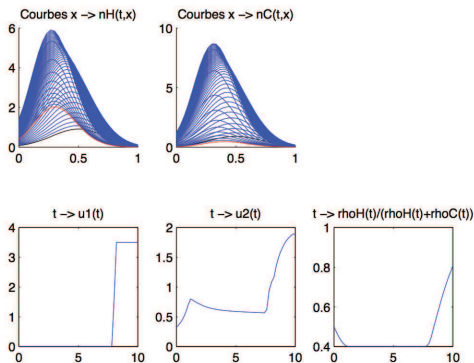 Courbes x -> nH(t,x)
6
4
2
0
0 0.5 1
Courbes x -> nC(t,x)
10
5
0
0 0.5 1
t -> u1(t)
4
3
2
1
0
0 5 10
t -> u2(t)
2
1.5
1
0.5
0
0 5 10
t -> rhoH(t)/(rhoH(t)+rhoC(t))
1
0.8
0.6
0.4
0 5 10